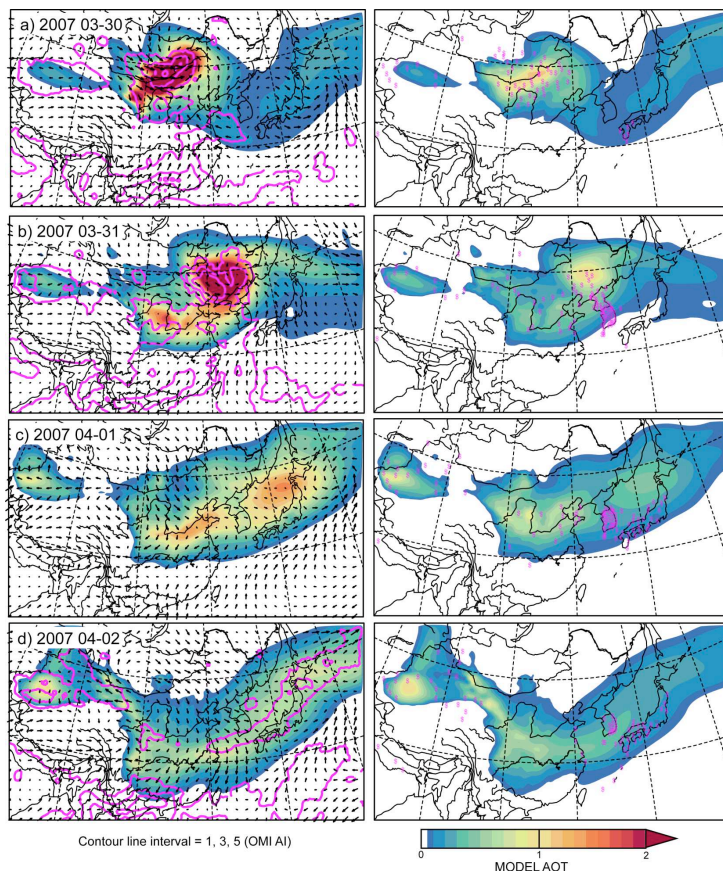 a) 2007 03-30
b) 2007 03-31
c) 2007 04-01
d) 2007 04-02
Contour line interval = 1, 3, 5 (OMI AI)
0 1 2
MODEL AOT